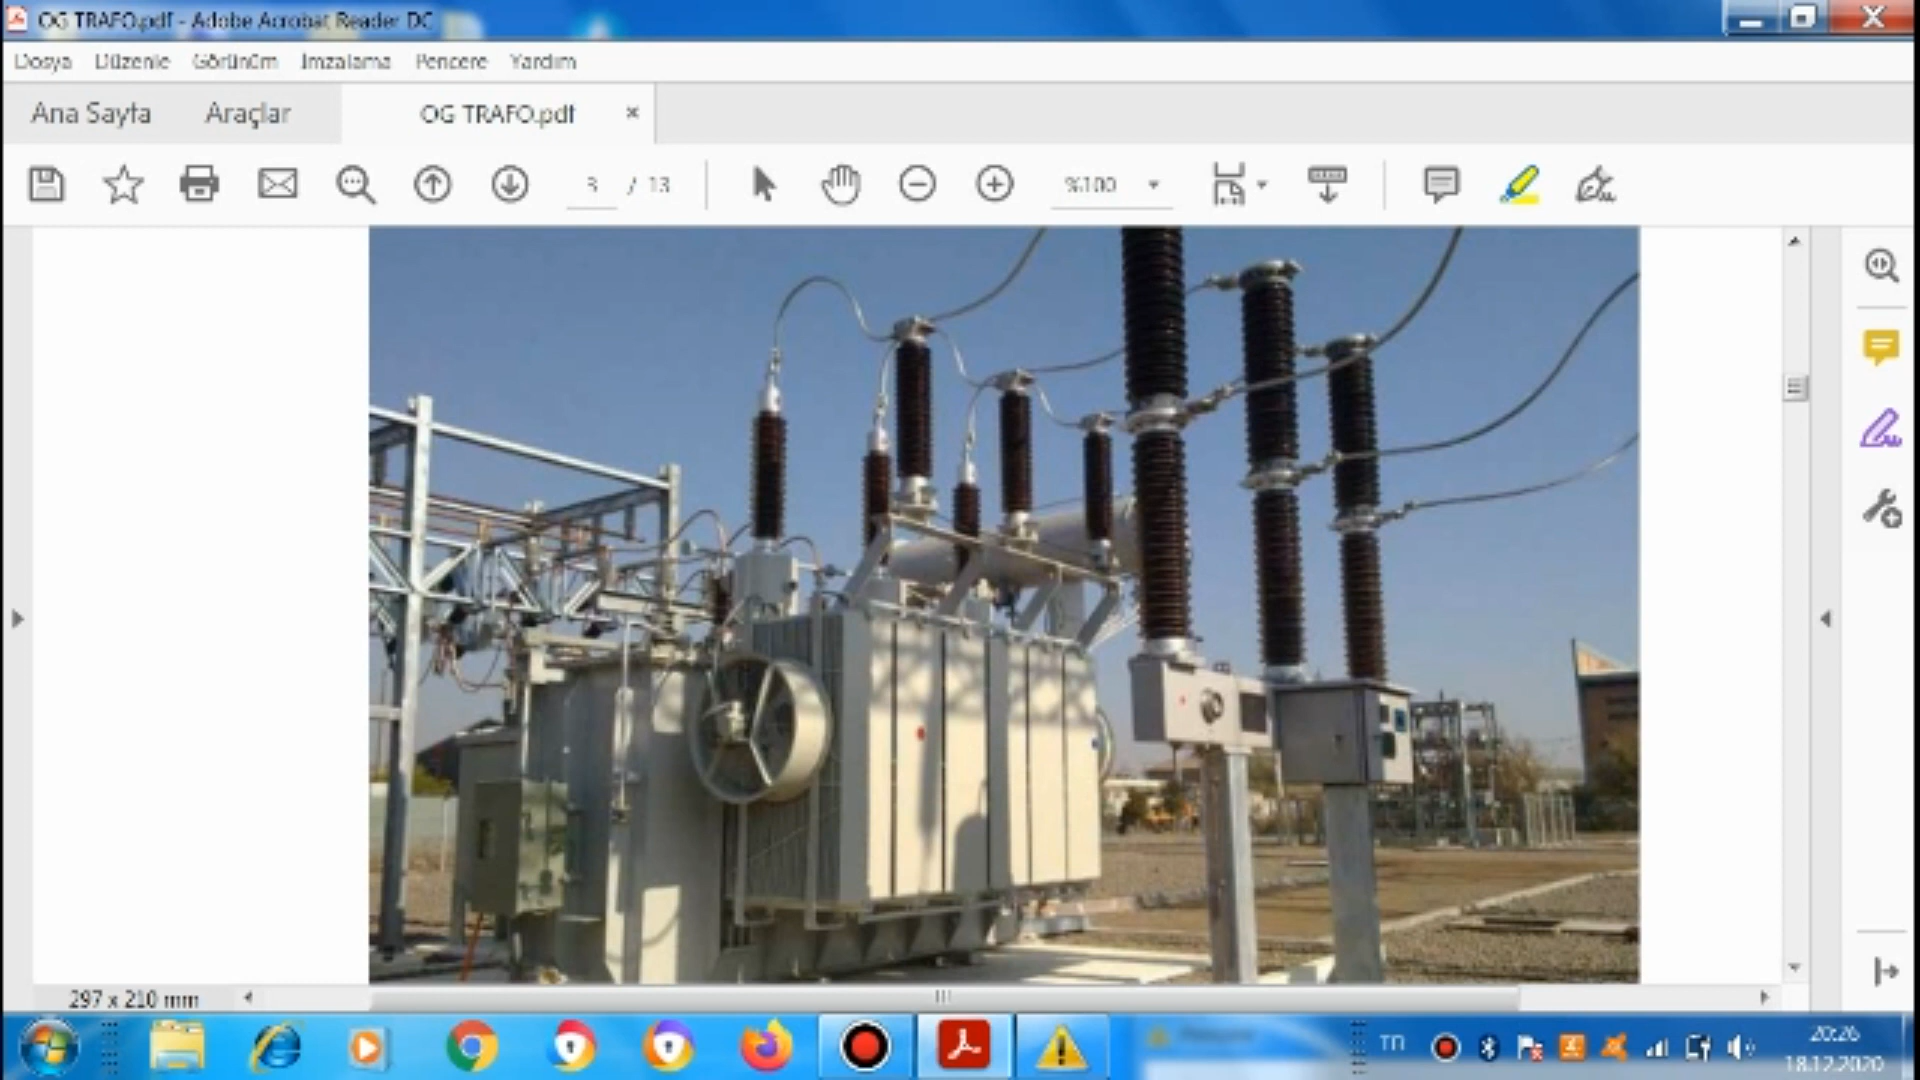 OG TRAFO.pdf - Adobe Acrobat Reader DC
Dosya Düzenle Görünüm İmzalama Pencere Yardım
Ana Sayfa Araçlar OG TRAFO.pdf
3 / 13 %100
297 x 210 mm
TR
20:26
18.12.2020